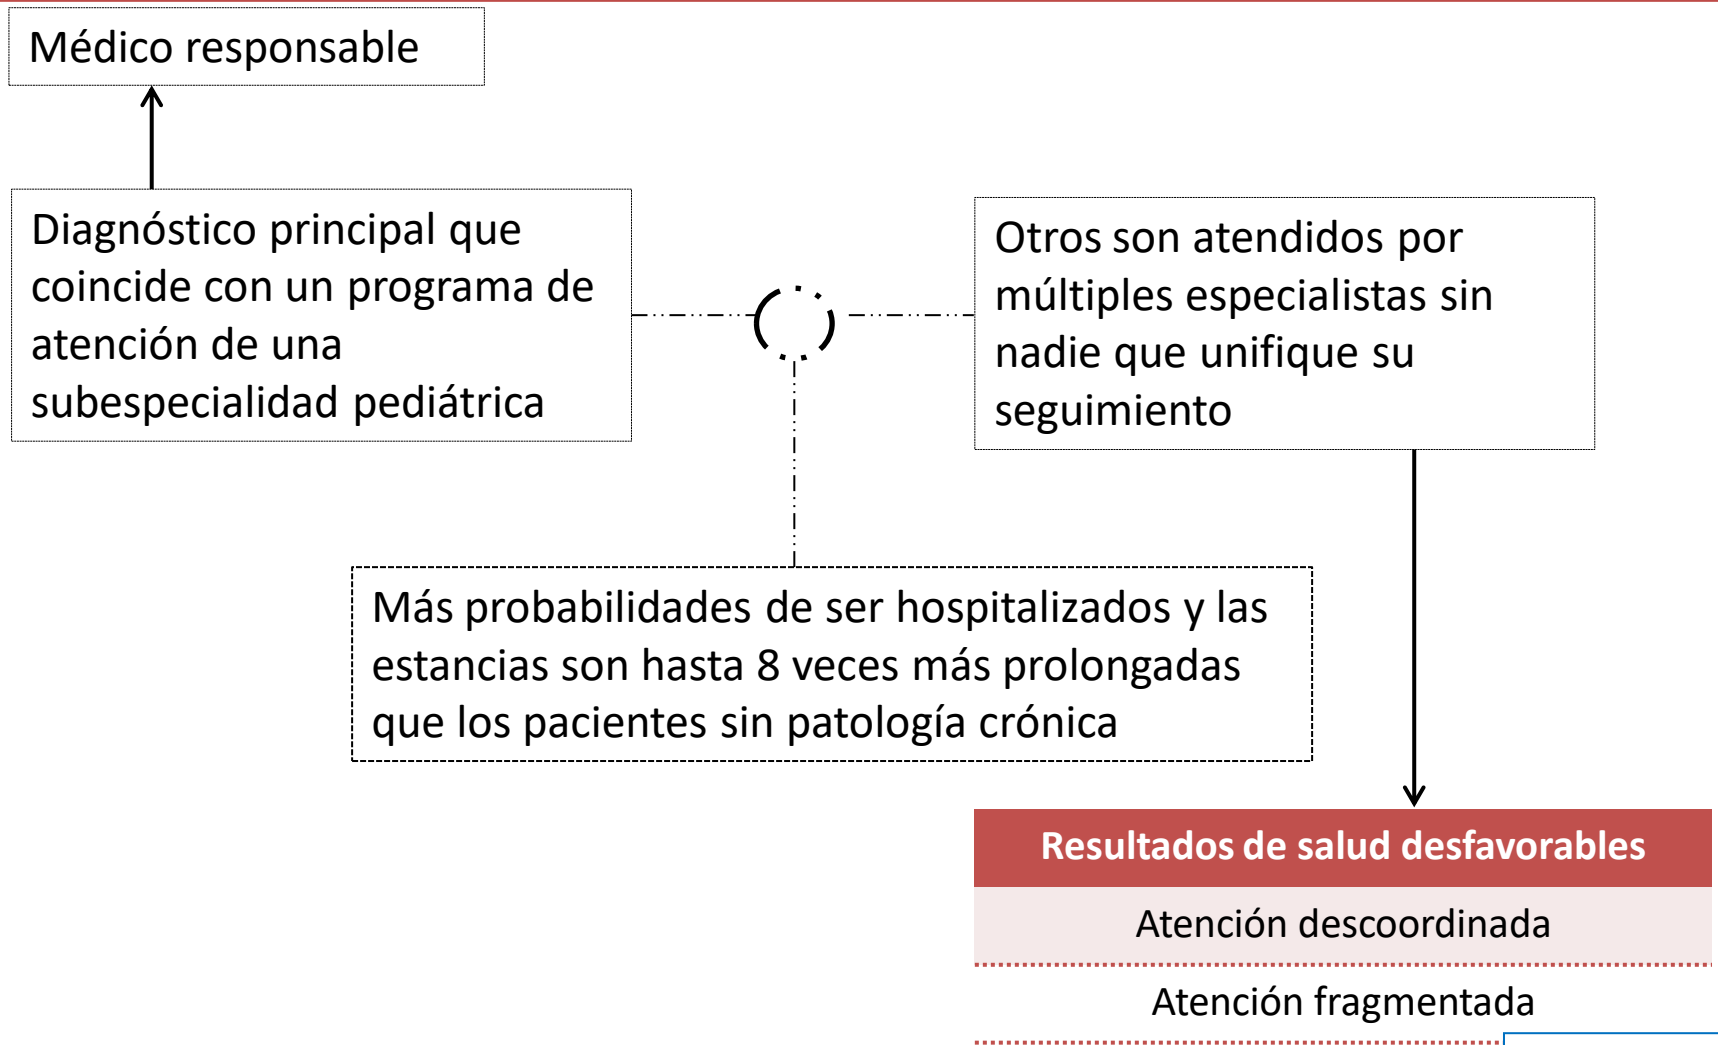 Médico responsable
Diagnóstico principal que
coincide con un programa de
atención de una
subespecialidad pediátrica
Otros son atendidos por
múltiples especialistas sin
nadie que unifique su
seguimiento
Más probabilidades de ser hospitalizados y las
estancias son hasta 8 veces más prolongadas
que los pacientes sin patología crónica
Resultados de salud desfavorables
Atención descoordinada
Atención fragmentada